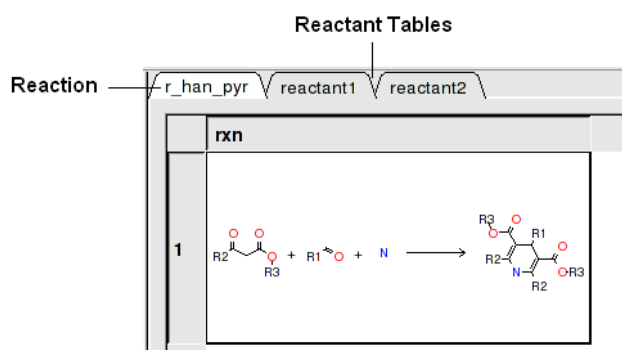 Reactant Tables
Reaction
r_han_pyr reactant1 reactant2
rxn
1
O O
R2 O
R3
+ R1 O + N
R3 O
O R1
R2 O
N O-R3
R2